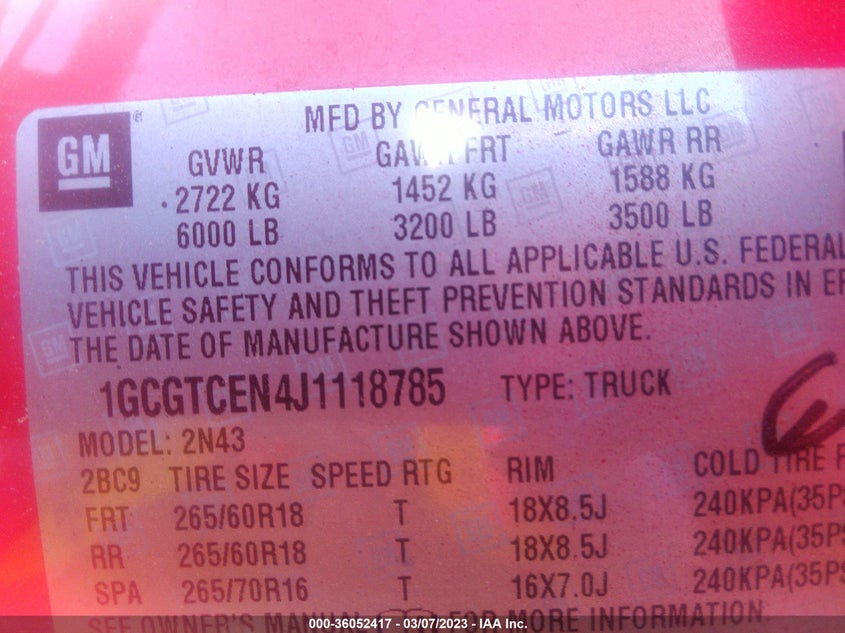 MFD BY GENERAL MOTORS LLC
GM ®
GVWR GAWR FRT GAWR RR
2722 KG 1452 KG 1588 KG
6000 LB 3200 LB 3500 LB
THIS VEHICLE CONFORMS TO ALL APPLICABLE U.S. FEDERAL
VEHICLE SAFETY AND THEFT PREVENTION STANDARDS IN
THE DATE OF MANUFACTURE SHOWN ABOVE.
1GCGTCEN4J1118785 TYPE: TRUCK
MODEL: 2N43
2BC9 TIRE SIZE SPEED RTG RIM COLD TIRE
FRT 265/60R18 T 18X8.5J 240KPA(35PS
RR 265/60R18 T 18X8.5J 240KPA(35PS
SPA 265/70R16 T 16X7.0J 240KPA(35PS
SEE OWNER'S MANUAL FOR MORE INFORMATION
000-36052417 - 03/07/2023 - IAA Inc.